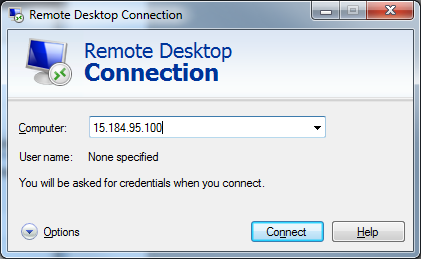 Remote Desktop Connection
Remote Desktop
Connection
Computer: 15.184.95.100
User name: None specified
You will be asked for credentials when you connect.
Options Connect Help